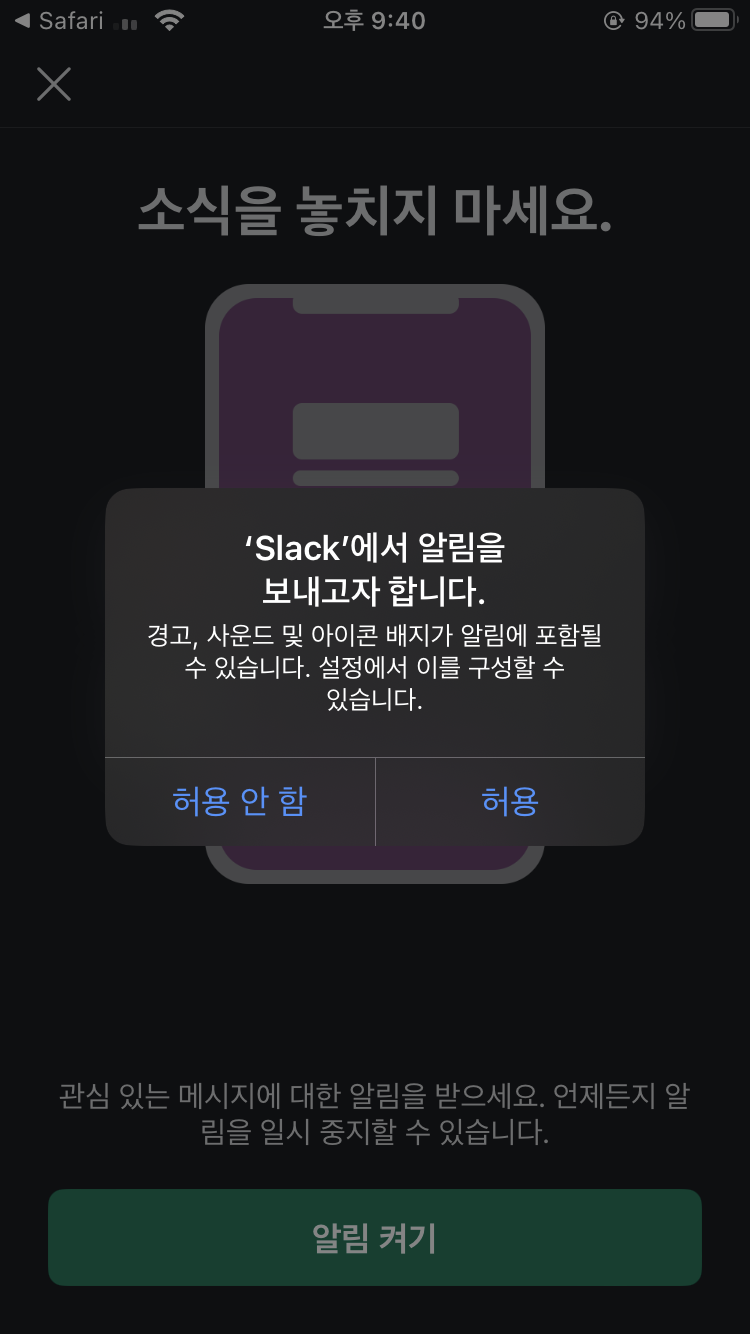 Safari
오후 9:40
94%
소식을 놓치지 마세요.
‘Slack’에서 알림을
보내고자 합니다.
경고, 사운드 및 아이콘 배지가 알림에 포함될
수 있습니다. 설정에서 이를 구성할 수
있습니다.
허용 안 함
허용
관심 있는 메시지에 대한 알림을 받으세요. 언제든지 알
림을 일시 중지할 수 있습니다.
알림 켜기